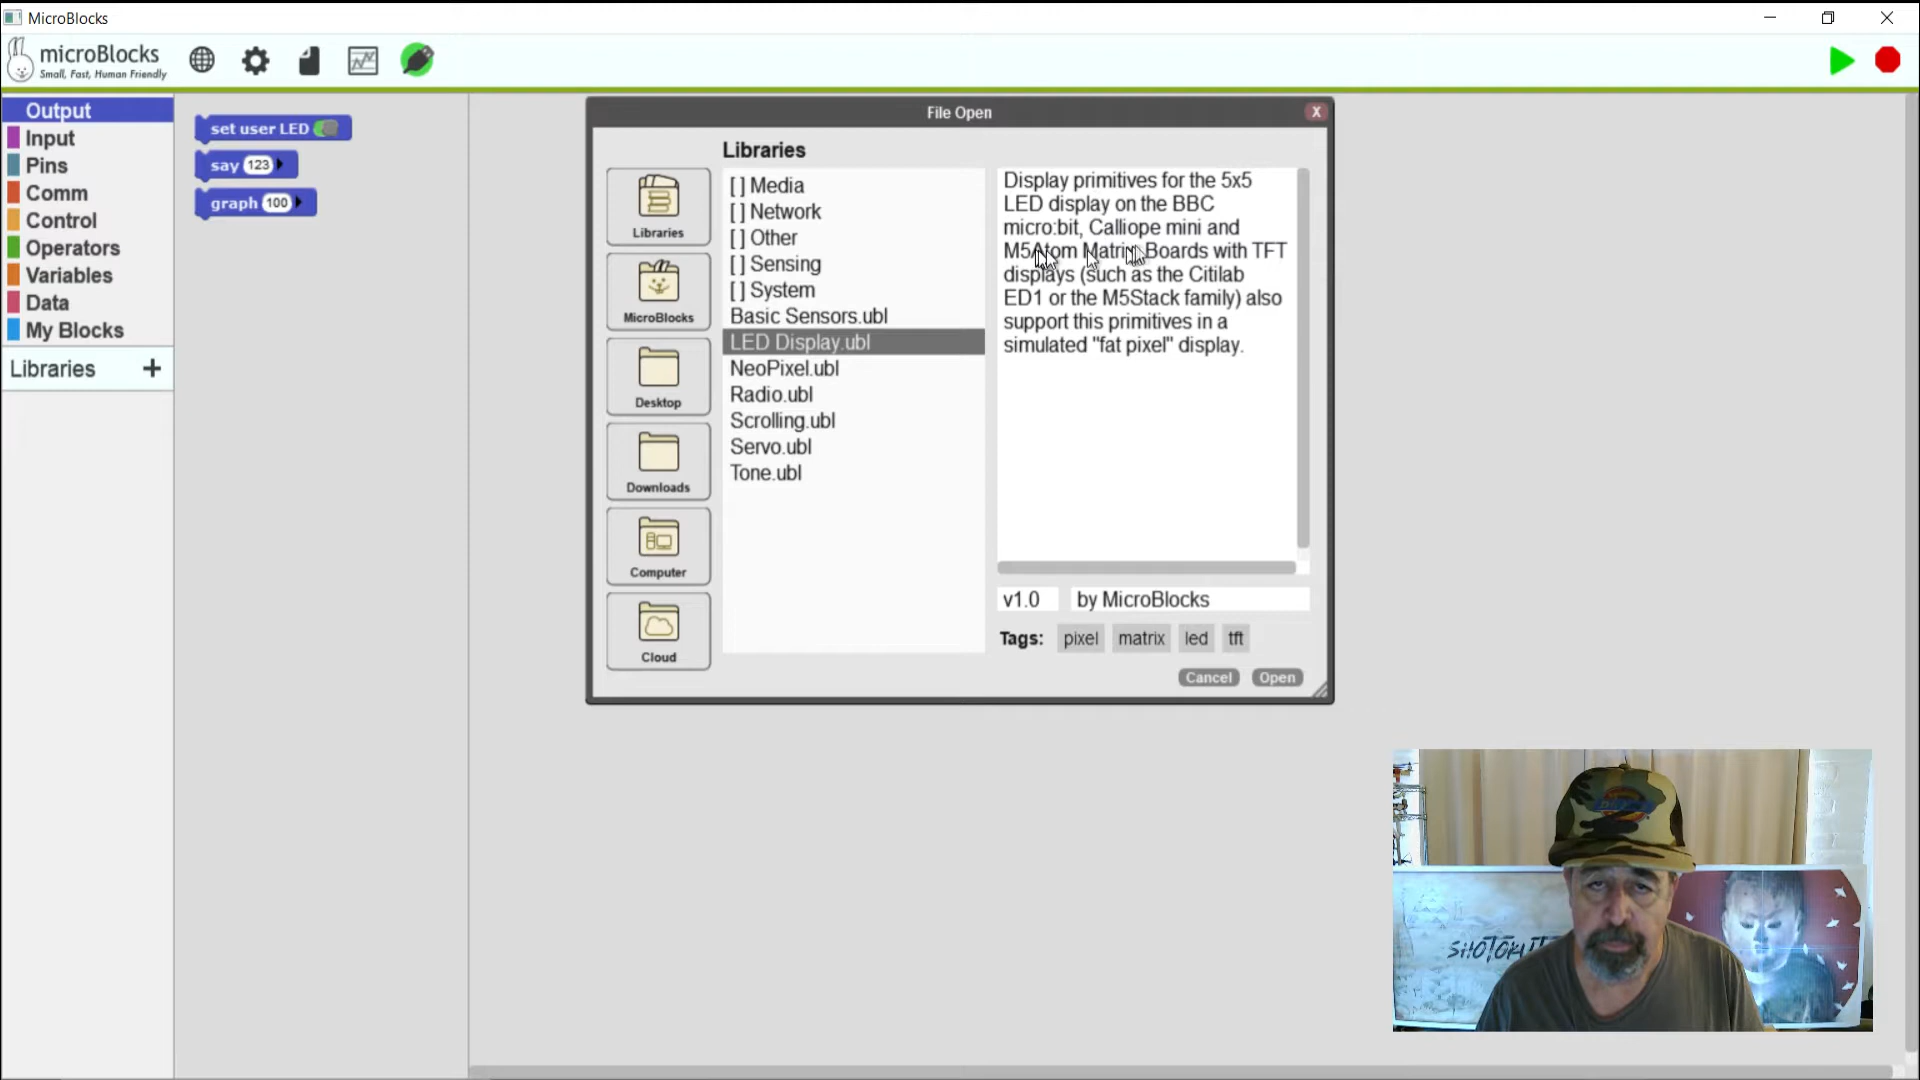 MicroBlocks
microBlocks
Small, Fast, Human Friendly
Output
Input
Pins
Comm
Control
Operators
Variables
Data
My Blocks
Libraries +
set user LED
say 123
graph 100
File Open
X
Libraries
Libraries
MicroBlocks
Desktop
Downloads
Computer
Cloud
[ ] Media
[ ] Network
[ ] Other
[ ] Sensing
[ ] System
Basic Sensors.ubl
LED Display.ubl
NeoPixel.ubl
Radio.ubl
Scrolling.ubl
Servo.ubl
Tone.ubl
Display primitives for the 5x5
LED display on the BBC
micro:bit, Calliope mini and
M5Atom Matrix. Boards with TFT
displays (such as the Citilab
ED1 or the M5Stack family) also
support this primitives in a
simulated "fat pixel" display.
v1.0
by MicroBlocks
Tags: pixel matrix led tft
Cancel Open